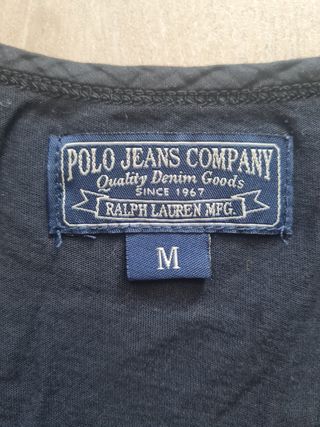 POLO JEANS COMPANY
Quality Denim Goods
SINCE 1967
RALPH LAUREN MFG.
M